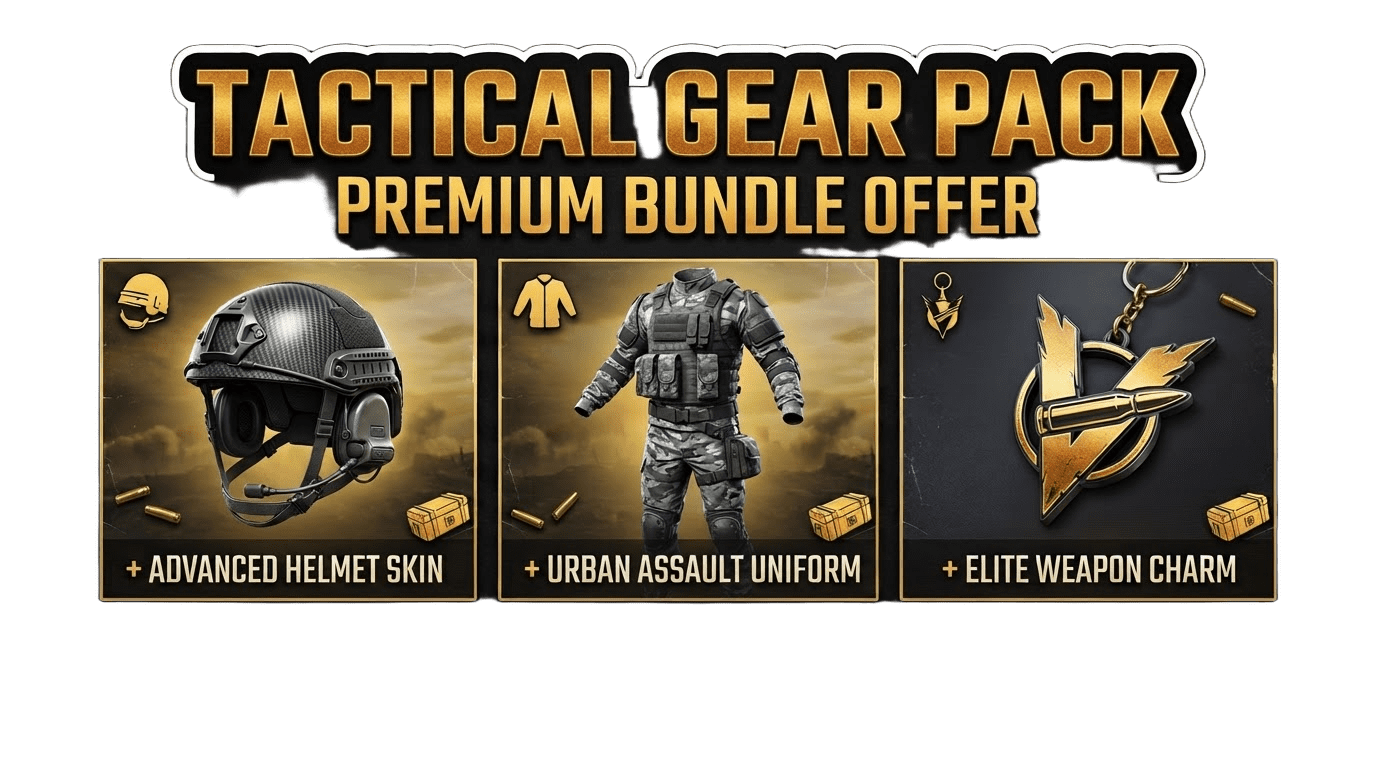 TACTICAL GEAR PACK
PREMIUM BUNDLE OFFER
+ ADVANCED HELMET SKIN
+ URBAN ASSAULT UNIFORM
+ ELITE WEAPON CHARM